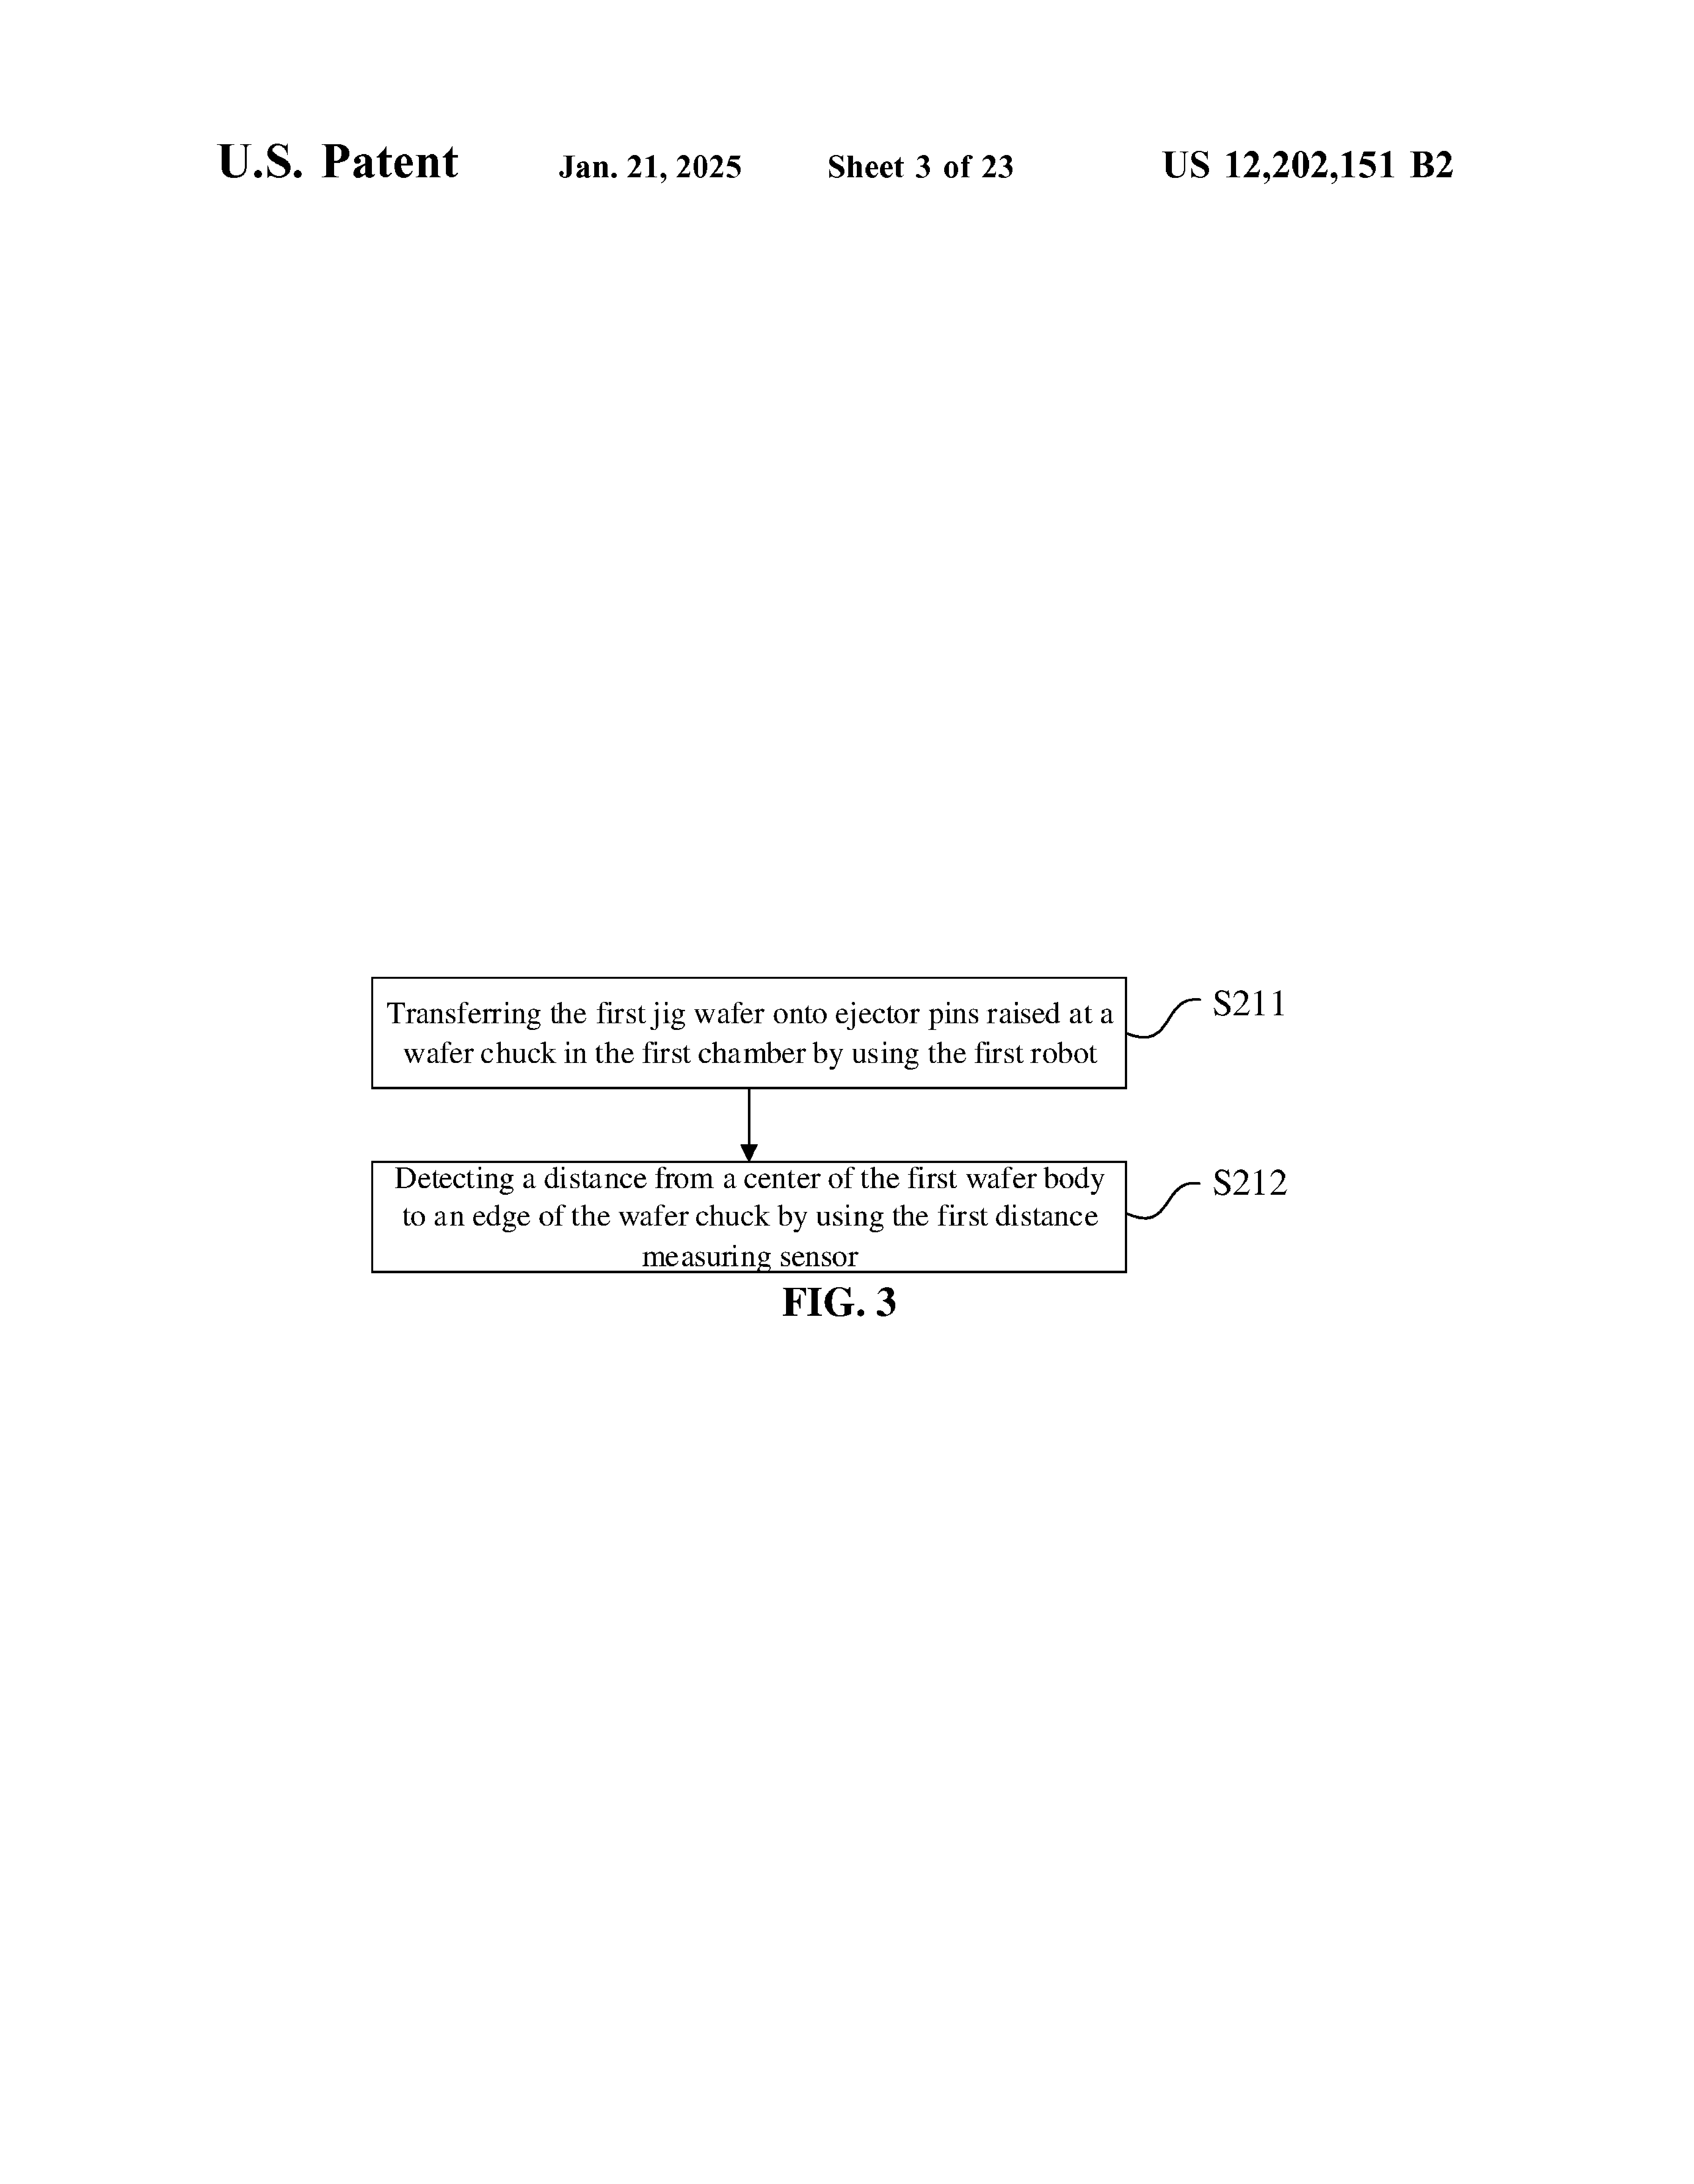 U.S. Patent Jan. 21, 2025 Sheet 3 of 23 US 12,202,151 B2
Transferring the first jig wafer onto ejector pins raised at a
wafer chuck in the first chamber by using the first robot
S211
Detecting a distance from a center of the first wafer body
to an edge of the wafer chuck by using the first distance
measuring sensor
S212
FIG. 3